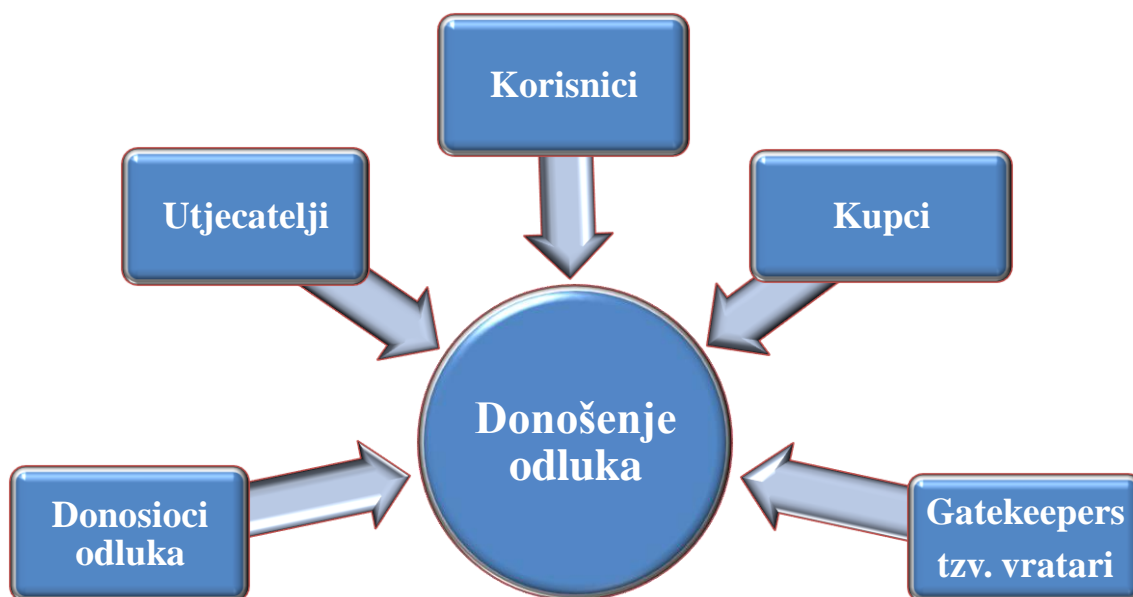 Korisnici
Utjecatelji
Kupci
Donošenje
odluka
Donosioci
odluka
Gatekeepers
tzv. vratari